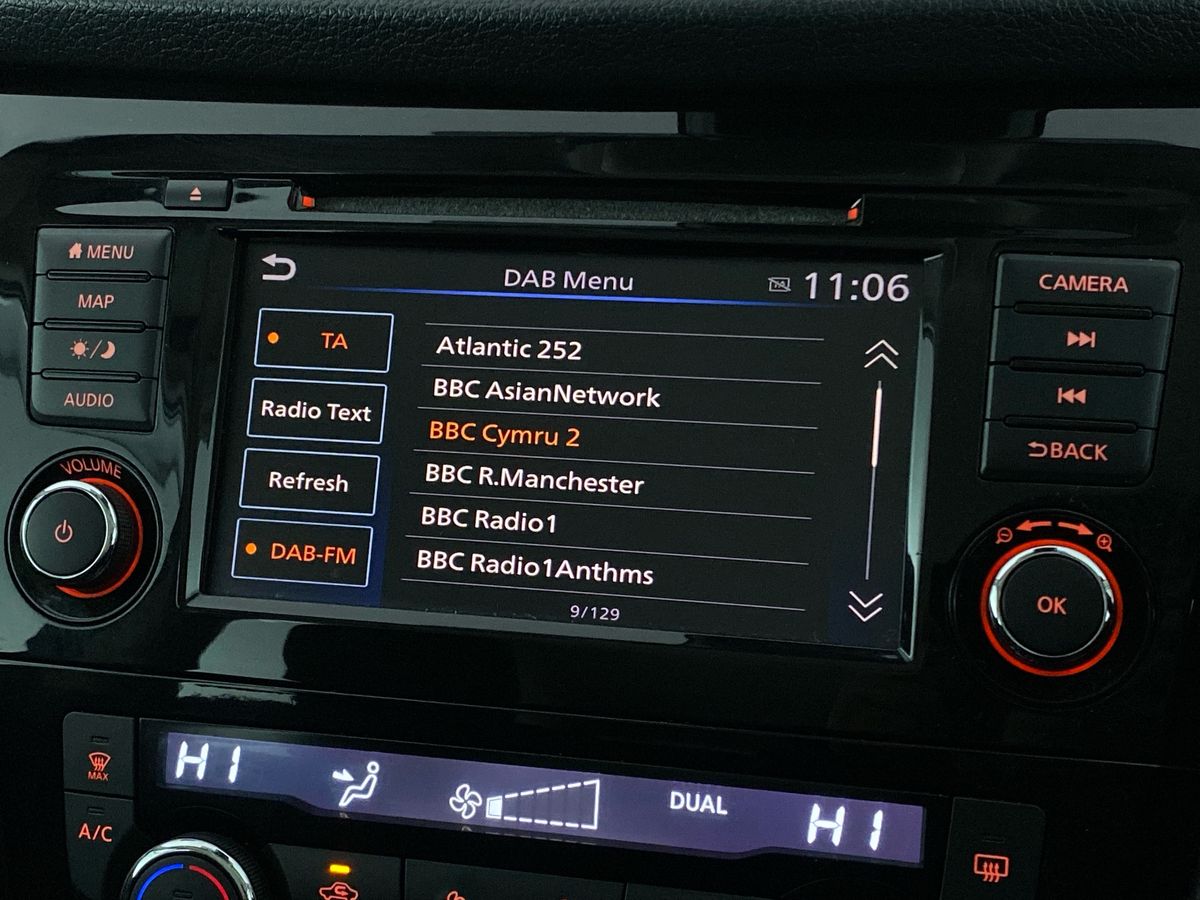 MENU
MAP
AUDIO
VOLUME
DAB Menu
TA
11:06
TA
Radio Text
Refresh
DAB-FM
Atlantic 252
BBC AsianNetwork
BBC Cymru 2
BBC R.Manchester
BBC Radio1
BBC Radio1Anthms
9/129
CAMERA
BACK
OK
MAX
A/C
HI
DUAL
HI